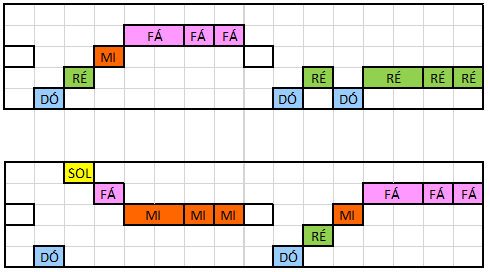 FÁ FÁ FÁ
MI
RÉ RÉ RÉ RÉ RÉ
DÓ DÓ DÓ
SOL
FÁ FÁ FÁ FÁ
MI MI MI MI
RÉ
DÓ DÓ